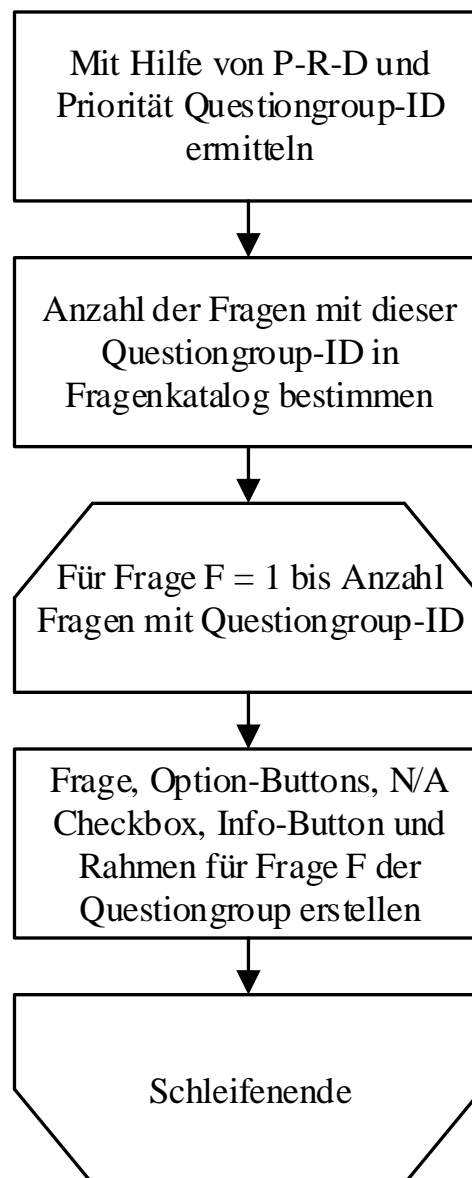 Mit Hilfe von P-R-D und
Priorität Questiongroup-ID
ermitteln
Anzahl der Fragen mit dieser
Questiongroup-ID in
Fragenkatalog bestimmen
Für Frage F = 1 bis Anzahl
Fragen mit Questiongroup-ID
Frage, Option-Buttons, N/A
Checkbox, Info-Button und
Rahmen für Frage F der
Questiongroup erstellen
Schleifenende